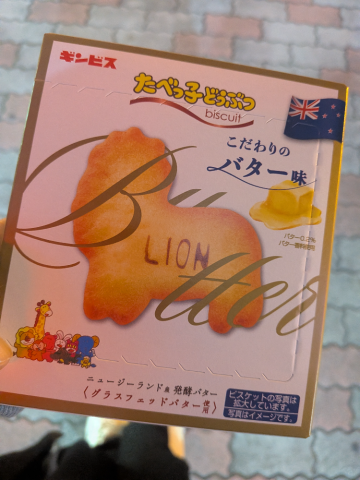 ギンビス
たべっ子どうぶつ
biscuit
こだわりの
バター味
Butter
LION
ニュージーランド産 発酵バター
〈グラスフェッドバター使用〉
ビスケットの写真は
拡大しています。
写真はイメージです。